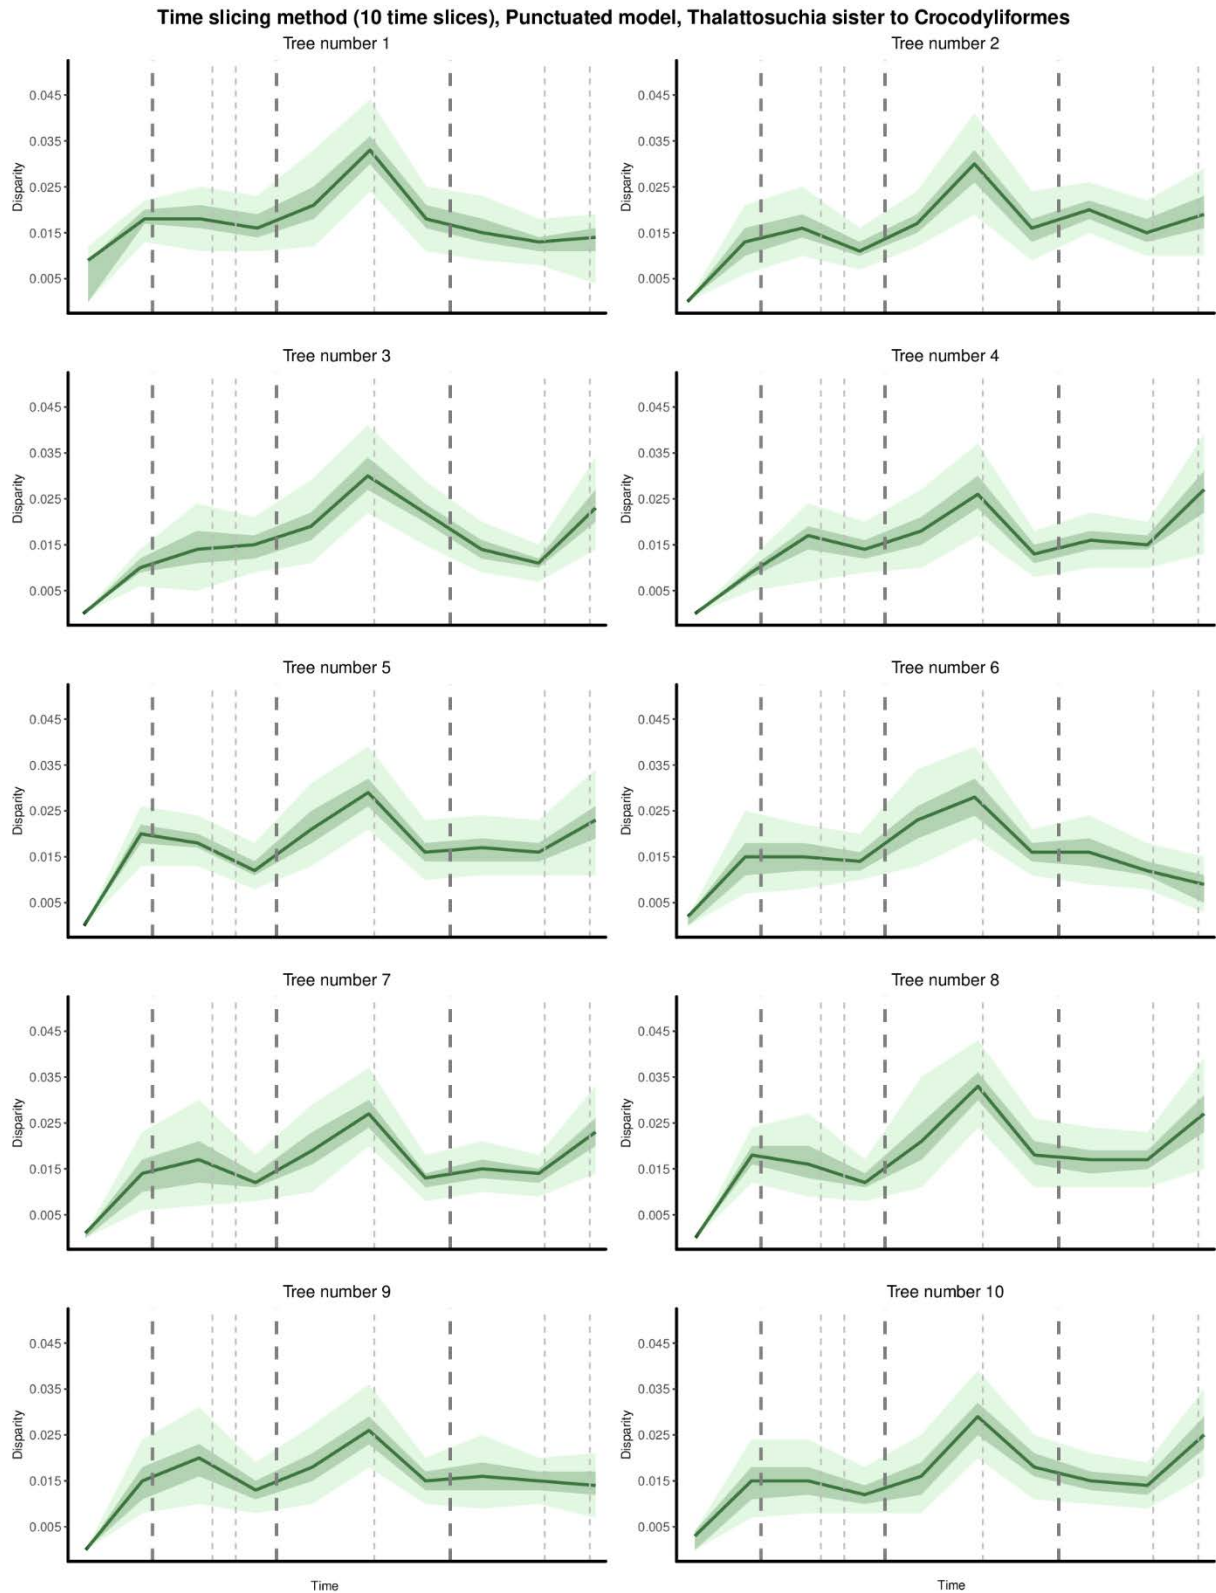 Time slicing method (10 time slices), Punctuated model, Thalattosuchia sister to Crocodyliformes
Tree number 1
Tree number 2
0.045
0.035
0.025
0.015
0.005
Disparity
0.045
0.035
0.025
0.015
0.005
Disparity
Tree number 3
Tree number 4
0.045
0.035
0.025
0.015
0.005
Disparity
0.045
0.035
0.025
0.015
0.005
Disparity
Tree number 5
Tree number 6
0.045
0.035
0.025
0.015
0.005
Disparity
0.045
0.035
0.025
0.015
0.005
Disparity
Tree number 7
Tree number 8
0.045
0.035
0.025
0.015
0.005
Disparity
0.045
0.035
0.025
0.015
0.005
Disparity
Tree number 9
Tree number 10
0.045
0.035
0.025
0.015
0.005
Disparity
0.045
0.035
0.025
0.015
0.005
Disparity
Time
Time